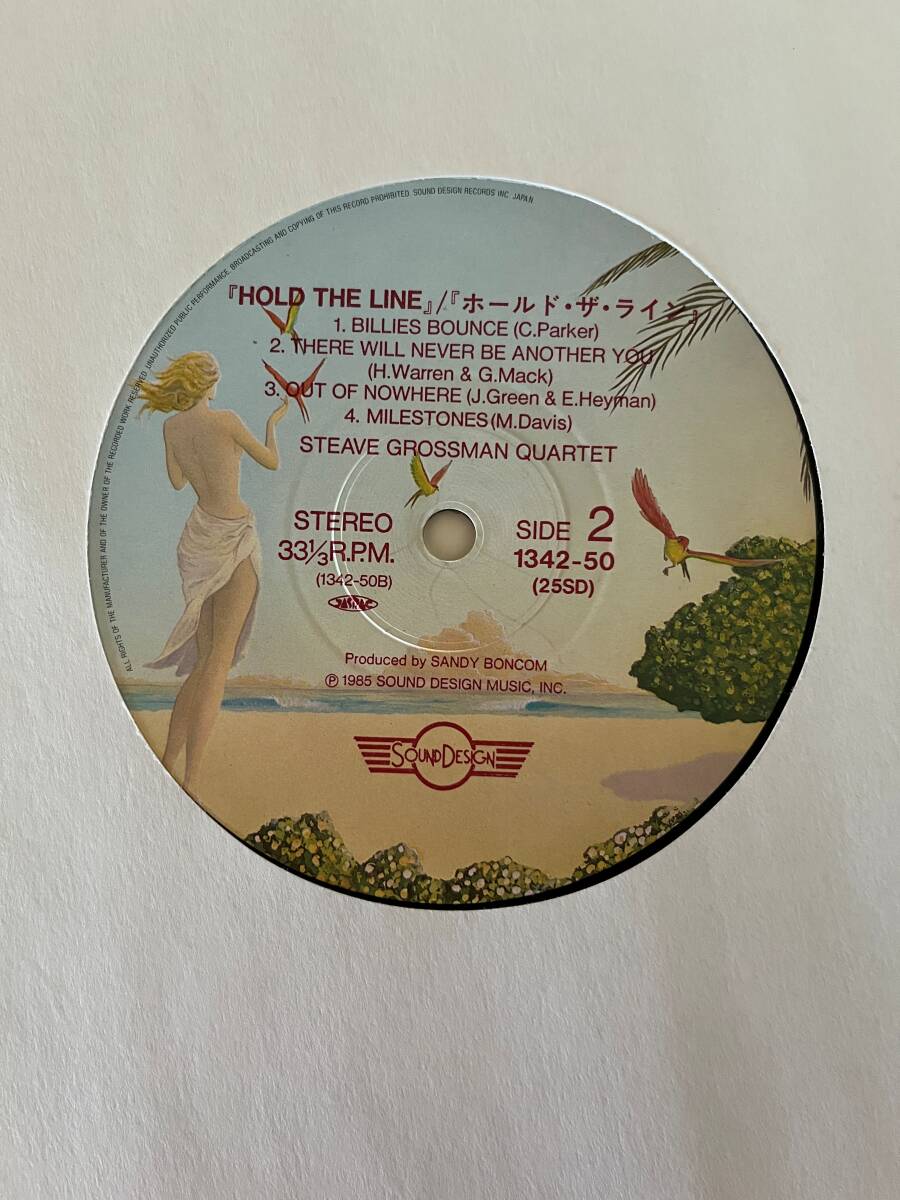 ALL RIGHTS OF THE MANUFACTURER AND OF THE OWNER OF THE RECORDED WORK RESERVED. UNAUTHORIZED PUBLIC PERFORMANCE, BROADCASTING AND COPYING OF THIS RECORD PROHIBITED. SOUND DESIGN RECORDS INC. JAPAN
『HOLD THE LINE』/『ホールド・ザ・ライン』
1. BILLIES BOUNCE (C.Parker)
2. THERE WILL NEVER BE ANOTHER YOU
(H.Warren & G.Mack)
3. OUT OF NOWHERE (J.Green & E.Heyman)
4. MILESTONES (M.Davis)
STEAVE GROSSMAN QUARTET
STEREO
33⅓ R.P.M.
(1342-50B)
JASRAC
SIDE 2
1342-50
(25SD)
Produced by SANDY BONCOM
℗ 1985 SOUND DESIGN MUSIC, INC.
SOUND DESIGN